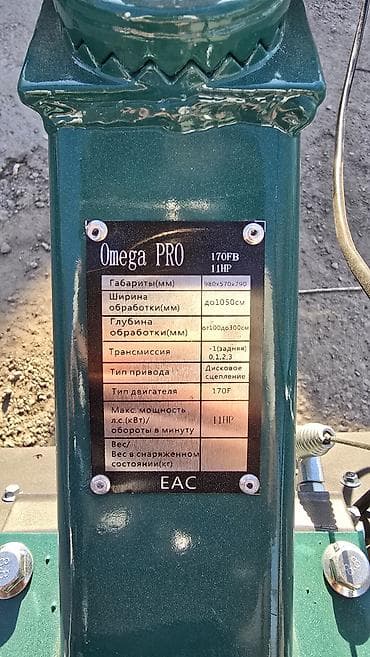 Omega PRO 170FB
11HP
Габариты(мм) 980x570x790
Ширина
обработки(мм) до1050см
Глубина
обработки(мм) от100до300см
Трансмиссия -1(задняя)
0,1,2,3
Тип привода Дисковое
сцепление
Тип двигателя 170F
Макс. мощность
л.с.(кВт)/
обороты в минуту 11HP
Вес/
Вес в снаряженном
состоянии(кг)
EAC